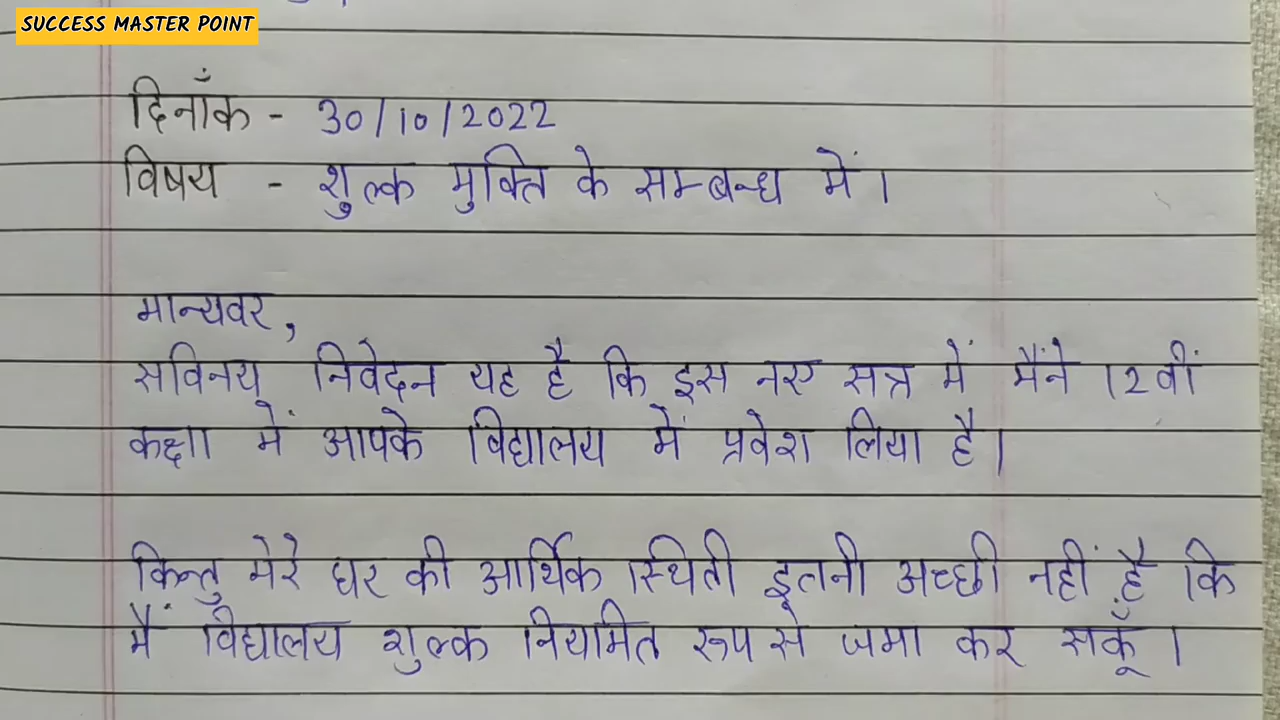 SUCCESS MASTER POINT
दिनाँक - 30/10/2022
विषय - शुल्क मुक्ति के सम्बन्ध में।
मान्यवर,
सविनय निवेदन यह है कि इस नए सत्र में मैंने 12वीं
कक्षा में आपके विद्यालय में प्रवेश लिया है।
किन्तु मेरे घर की आर्थिक स्थिती इतनी अच्छी नहीं है कि
मैं विद्यालय शुल्क नियमित रूप से जमा कर सकूँ।